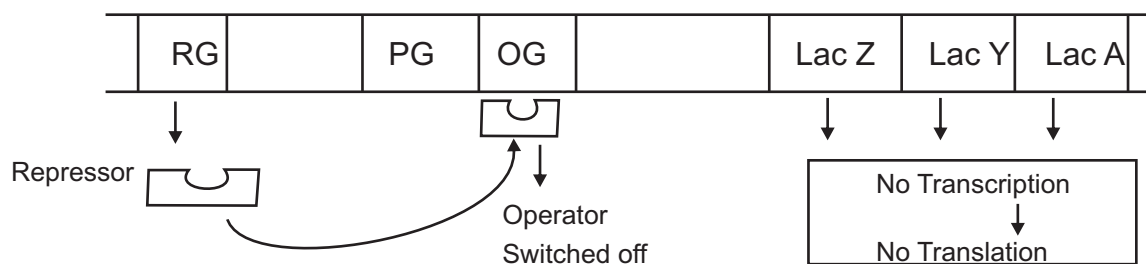 RG PG OG Lac Z Lac Y Lac A
Repressor
Operator
Switched off
No Transcription
No Translation